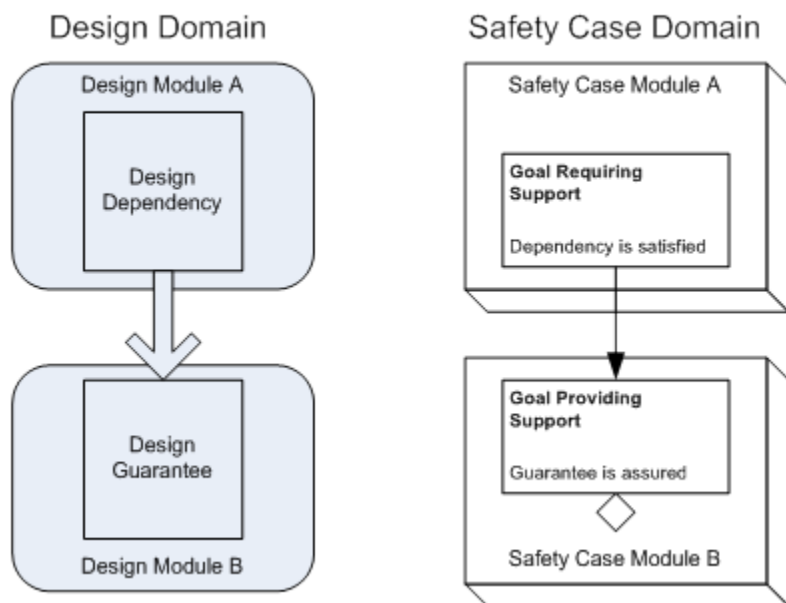 Design Domain
Design Module A
Design
Dependency
Design
Guarantee
Design Module B
Safety Case Domain
Safety Case Module A
Goal Requiring
Support
Dependency is satisfied
Goal Providing
Support
Guarantee is assured
Safety Case Module B